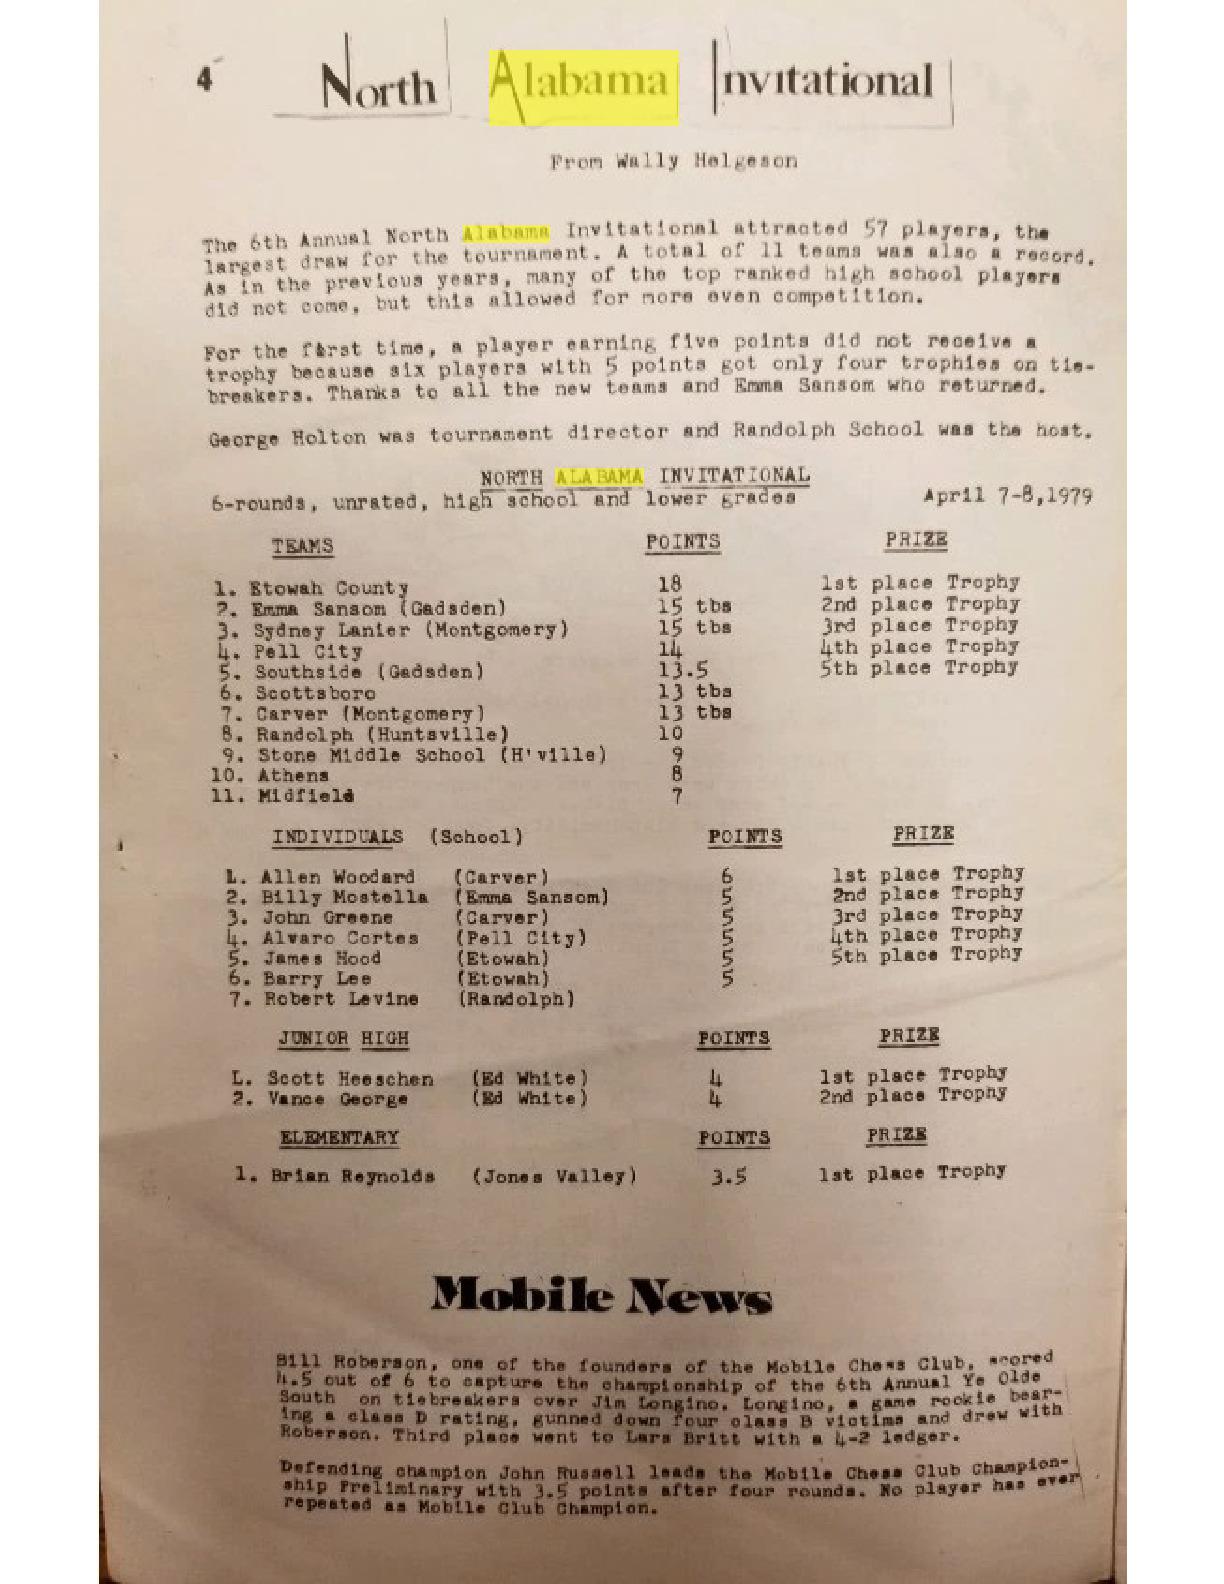 4
North Alabama Invitational
From Wally Helgeson
The 6th Annual North Alabama Invitational attracted 57 players, the
largest draw for the tournament. A total of 11 teams was also a record.
As in the previous years, many of the top ranked high school players
did not come, but this allowed for more even competition.
For the first time, a player earning five points did not receive a
trophy because six players with 5 points got only four trophies on tie-
breakers. Thanks to all the new teams and Emma Sansom who returned.
George Holton was tournament director and Randolph School was the host.
NORTH ALABAMA INVITATIONAL
6-rounds, unrated, high school and lower grades April 7-8,1979
TEAMS POINTS PRIZE
1. Etowah County 18 1st place Trophy
2. Emma Sansom (Gadsden) 15 tbs 2nd place Trophy
3. Sydney Lanier (Montgomery) 15 tbs 3rd place Trophy
4. Pell City 14 4th place Trophy
5. Southside (Gadsden) 13.5 5th place Trophy
6. Scottsboro 13 tbs
7. Carver (Montgomery) 13 tbs
8. Randolph (Huntsville) 10
9. Stone Middle School (H'ville) 9
10. Athens 8
11. Midfield 7
INDIVIDUALS (School) POINTS PRIZE
1. Allen Woodard (Carver) 6 1st place Trophy
2. Billy Mostella (Emma Sansom) 5 2nd place Trophy
3. John Greene (Carver) 5 3rd place Trophy
4. Alvaro Cortes (Pell City) 5 4th place Trophy
5. James Hood (Etowah) 5 5th place Trophy
6. Barry Lee (Etowah) 5
7. Robert Levine (Randolph)
JUNIOR HIGH POINTS PRIZE
1. Scott Heeschen (Ed White) 4 1st place Trophy
2. Vance George (Ed White) 4 2nd place Trophy
ELEMENTARY POINTS PRIZE
1. Brian Reynolds (Jones Valley) 3.5 1st place Trophy
Mobile News
Bill Roberson, one of the founders of the Mobile Chess Club, scored
4.5 out of 6 to capture the championship of the 6th Annual Ye Olde
South on tiebreakers over Jim Longino. Longino, a game rookie bear-
ing a class D rating, gunned down four class B victims and drew with
Roberson. Third place went to Lars Britt with a 4-2 ledger.
Defending champion John Russell leads the Mobile Chess Club Champion-
ship Preliminary with 3.5 points after four rounds. No player has ever
repeated as Mobile Club Champion.